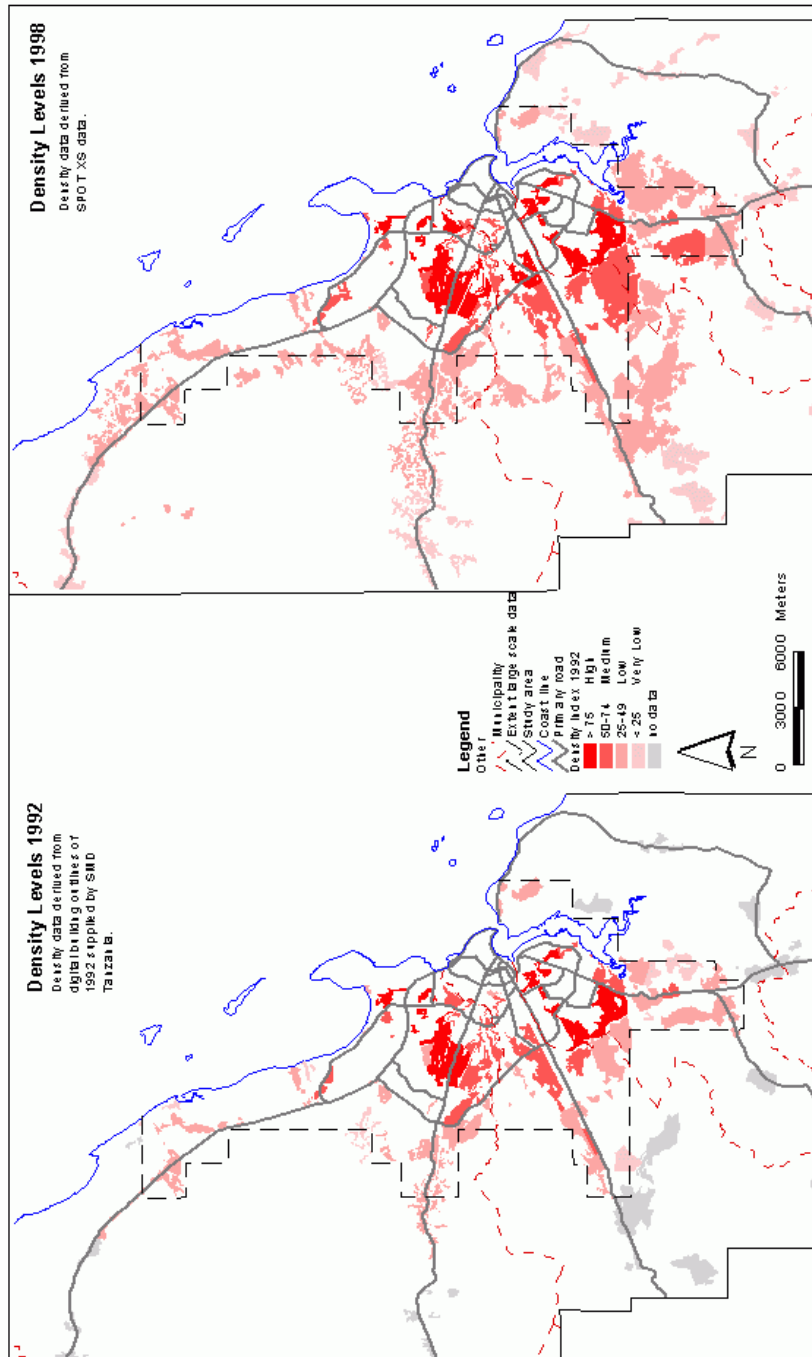 Density Levels 1992
Density data derived from
digital building outlines of
1992 supplied by SMD
Tanzania.
Legend
Other
Municipality
Extent large scale data
Study area
Coast line
Primary road
Density Index 1992
> 75 High
50-74 Medium
25-49 Low
< 25 Very Low
no data
N
0 3000 6000 Meters
Density Levels 1998
Density data derived from
SPOT XS data.